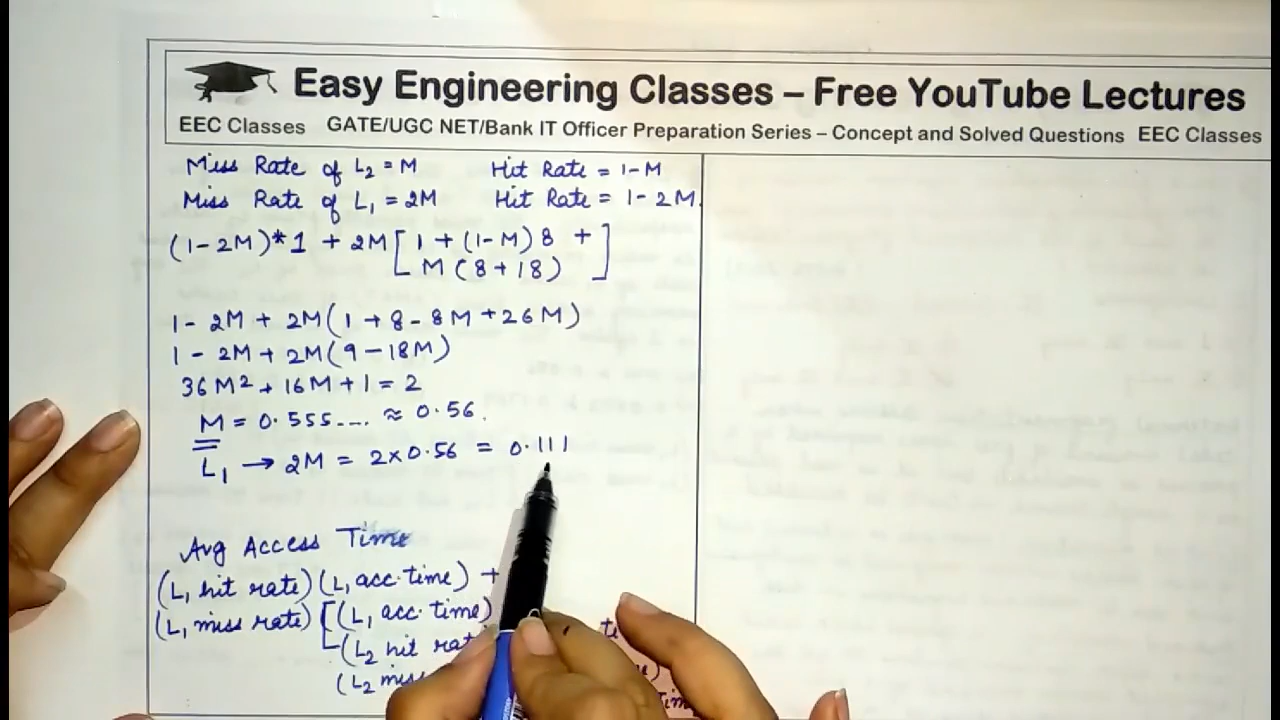 Easy Engineering Classes – Free YouTube Lectures
EEC Classes GATE/UGC NET/Bank IT Officer Preparation Series – Concept and Solved Questions EEC Classes
Miss Rate of L2 = M Hit Rate = 1-M
Miss Rate of L1 = 2M Hit Rate = 1-2M.
(1-2M)*1 + 2M[1 + (1-M)8 +
M(8+18)]
1 - 2M + 2M(1 + 8 - 8M + 26M)
1 - 2M + 2M(9 - 18M)
36M2 + 16M + 1 = 2
M = 0.555.... ≈ 0.56.
L1 → 2M = 2×0.56 = 0.111
Avg Access Time
(L1 hit rate)(L1 acc. time) +
(L1 miss rate)[(L1 acc. time)
(L2 hit
(L2